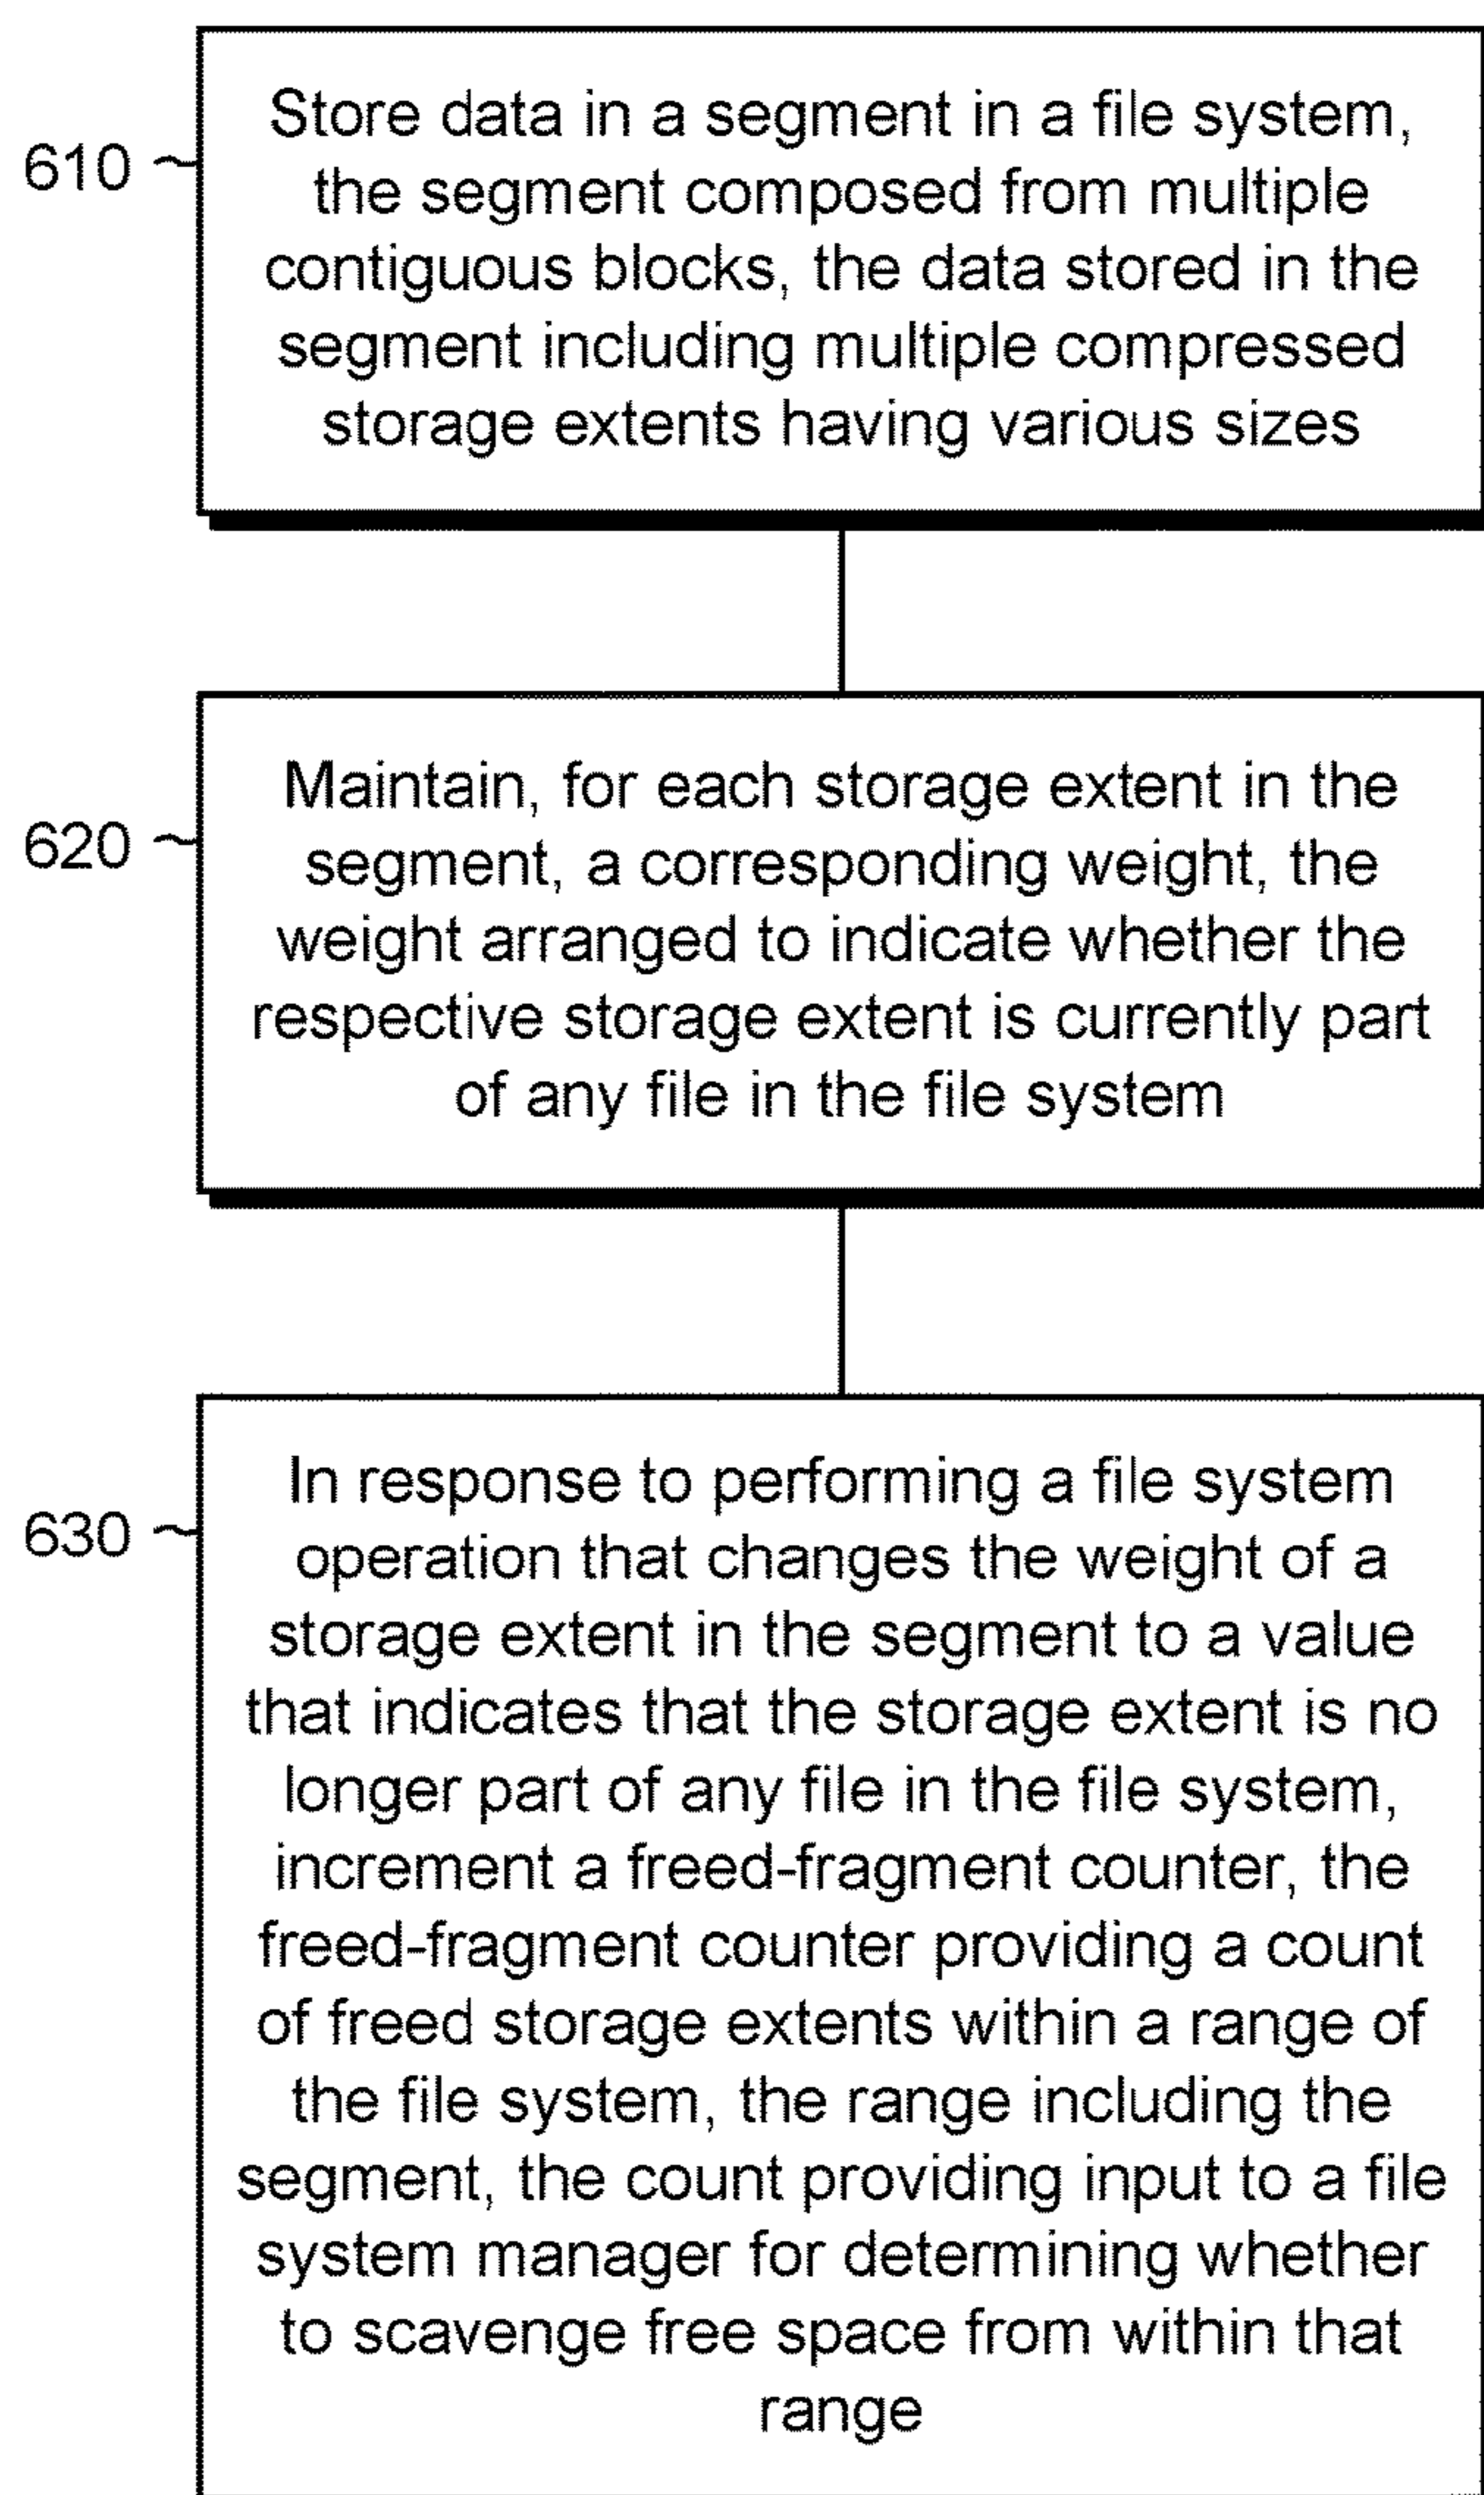 Store data in a segment in a file system,
610 ~ the segment composed from multiple
contiguous blocks, the data stored in the
segment including multiple compressed
storage extents having various sizes
Maintain, for each storage extent in the
620 ~ segment, a corresponding weight, the
weight arranged to indicate whether the
respective storage extent is currently part
of any file in the file system
In response to performing a file system
630 ~ operation that changes the weight of a
storage extent in the segment to a value
that indicates that the storage extent is no
longer part of any file in the file system,
increment a freed-fragment counter, the
freed-fragment counter providing a count
of freed storage extents within a range of
the file system, the range including the
segment, the count providing input to a file
system manager for determining whether
to scavenge free space from within that
range